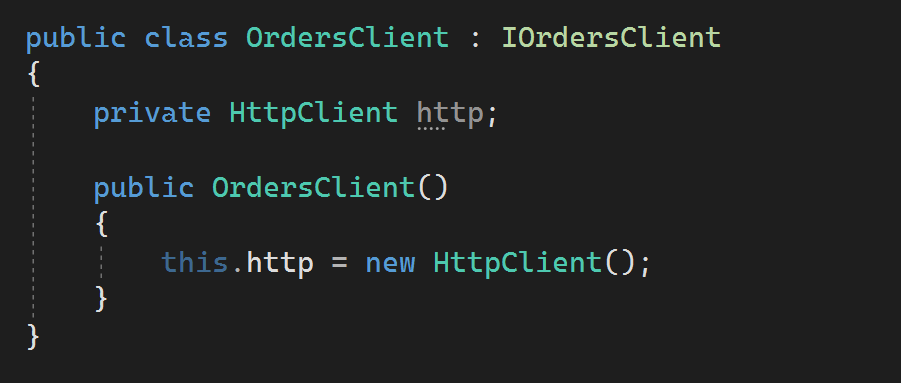 public class OrdersClient : IOrdersClient
{
    private HttpClient http;

    public OrdersClient()
    {
        this.http = new HttpClient();
    }
}